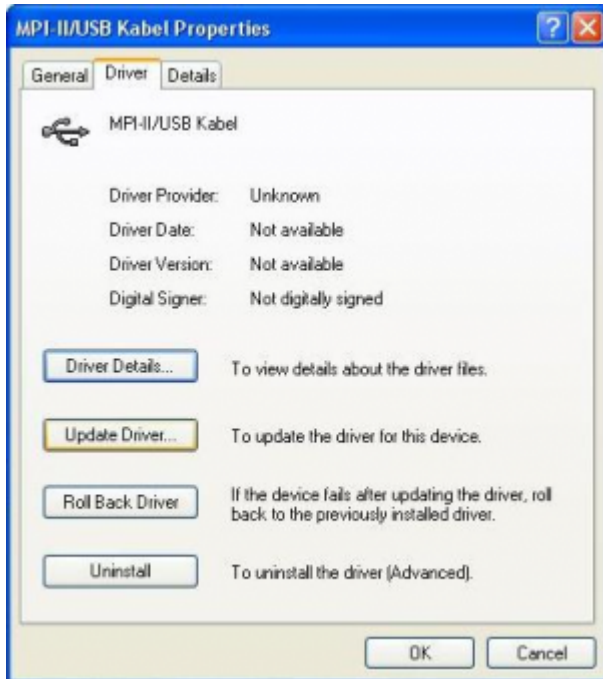 MPI-II/USB Kabel Properties
General Driver Details
MPI-II/USB Kabel
Driver Provider: Unknown
Driver Date: Not available
Driver Version: Not available
Digital Signer: Not digitally signed
Driver Details... To view details about the driver files.
Update Driver... To update the driver for this device.
Roll Back Driver If the device fails after updating the driver, roll
back to the previously installed driver.
Uninstall To uninstall the driver (Advanced).
OK Cancel